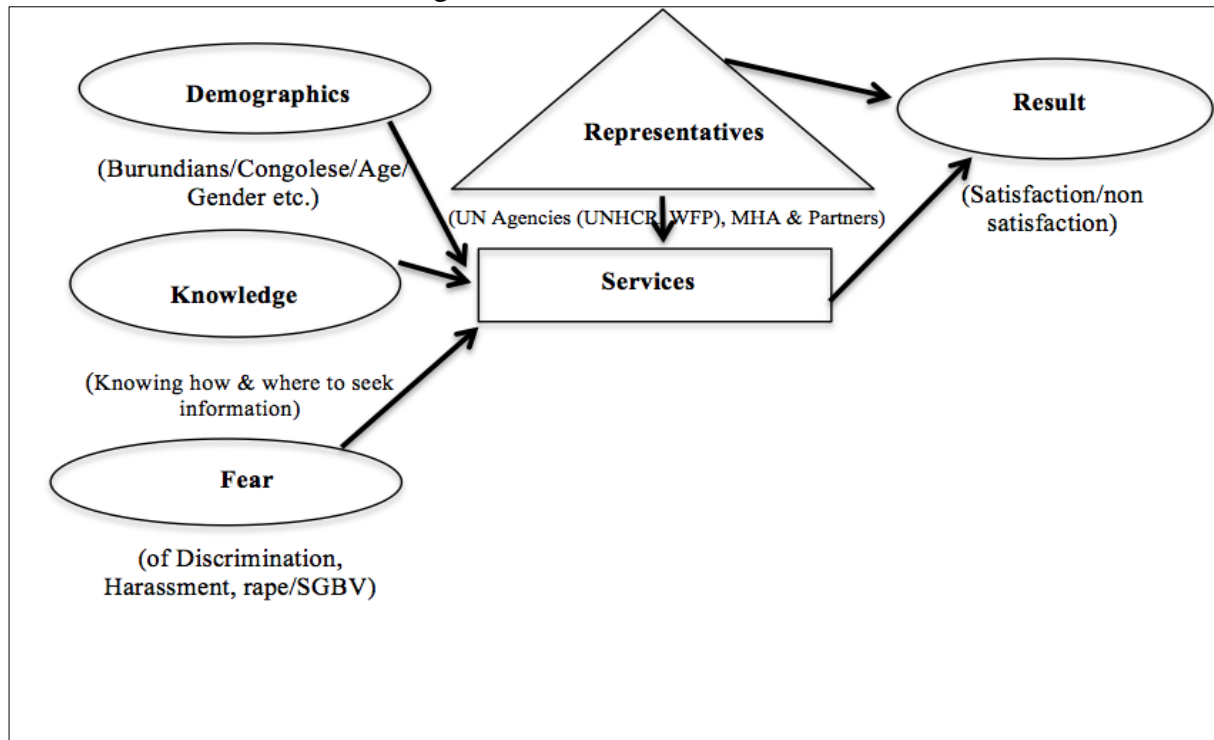 Demographics
(Burundians/Congolese/Age/
Gender etc.)
Knowledge
(Knowing how & where to seek
information)
Fear
(of Discrimination,
Harassment, rape/SGBV)
Representatives
(UN Agencies (UNHCR, WFP), MHA & Partners)
Services
Result
(Satisfaction/non
satisfaction)